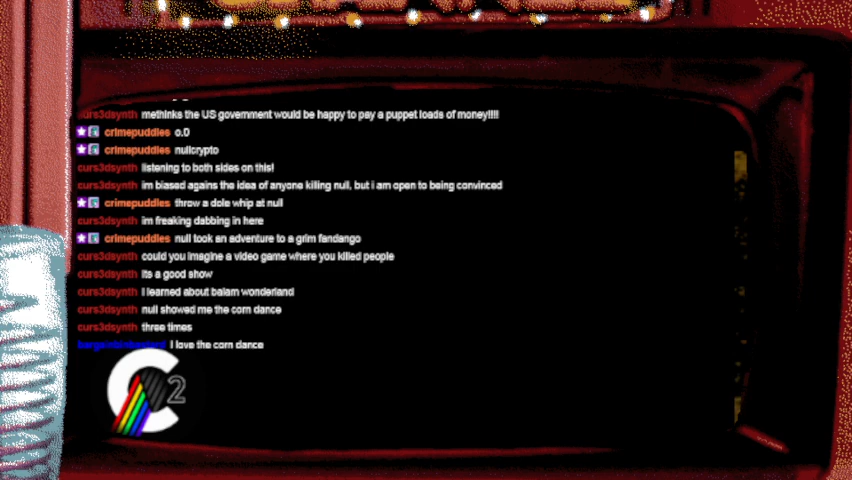 curs3dsynth methinks the US government would be happy to pay a puppet loads of money!!!!
crimepuddles o.0
crimepuddles nullcrypto
curs3dsynth listening to both sides on this!
curs3dsynth im biased agains the idea of anyone killing null, but i am open to being convinced
crimepuddles throw a dole whip at null
curs3dsynth im freaking dabbing in here
crimepuddles null took an adventure to a grim fandango
curs3dsynth could you imagine a video game where you killed people
curs3dsynth its a good show
curs3dsynth i learned about balam wonderland
curs3dsynth null showed me the corn dance
curs3dsynth three times
I love the corn dance
C2